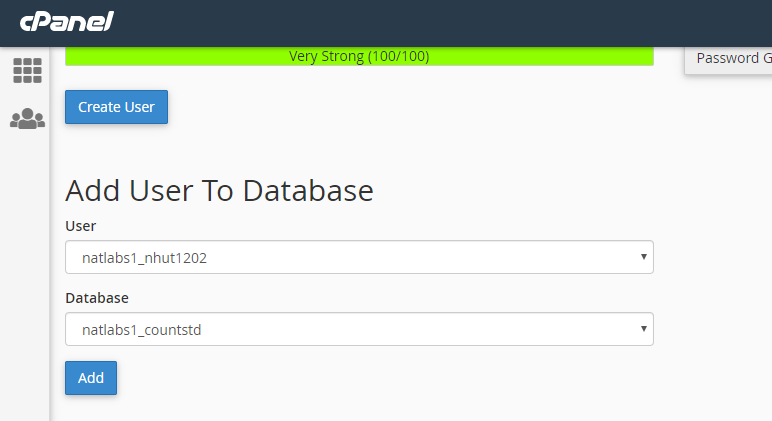 cPanel
Very Strong (100/100)
Password G
Create User
Add User To Database
User
natlabs1_nhut1202
Database
natlabs1_countstd
Add